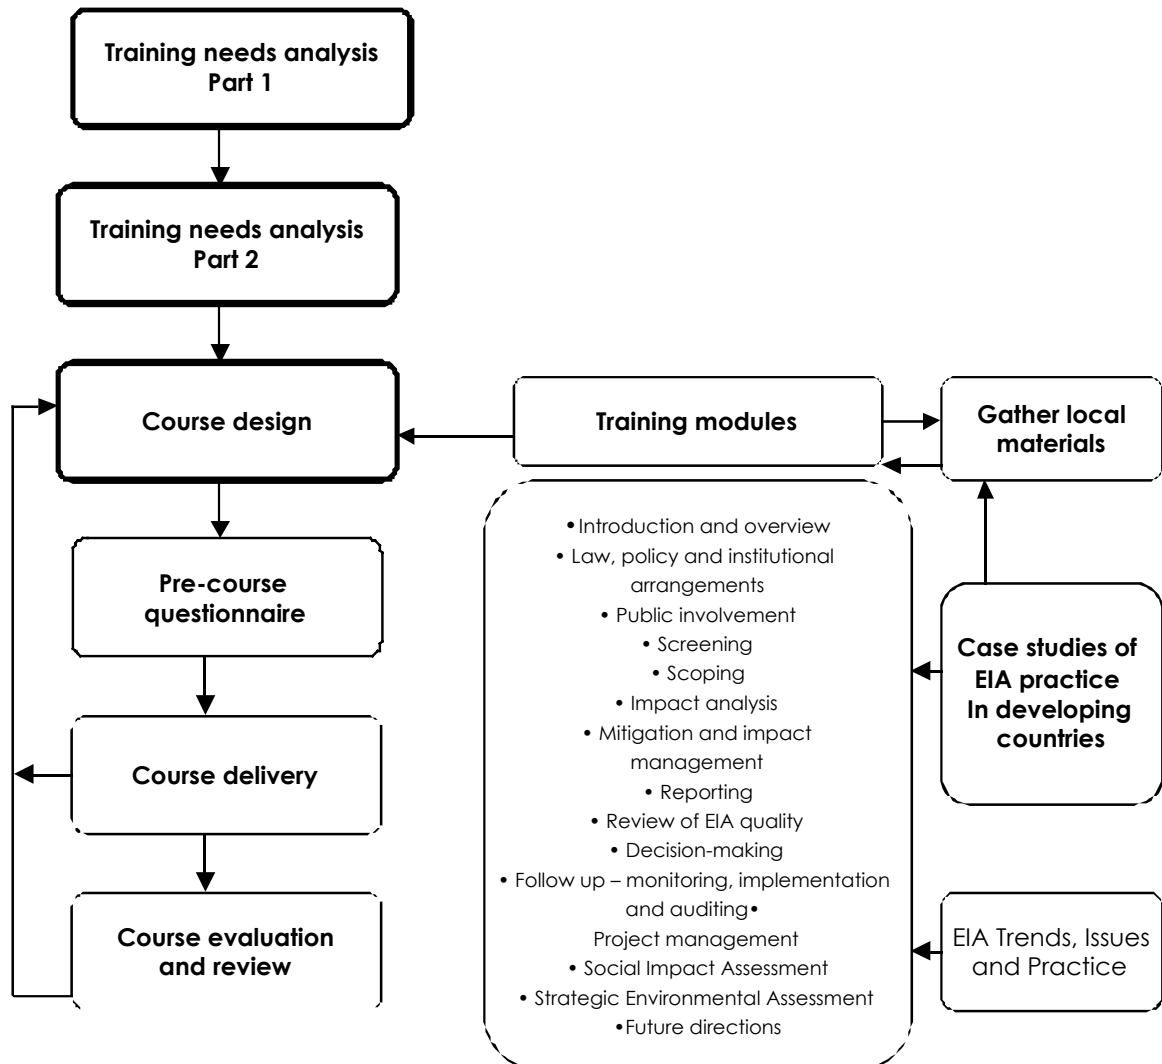 Training needs analysis
Part 1
Training needs analysis
Part 2
Course design
Pre-course
questionnaire
Course delivery
Course evaluation
and review
Training modules
• Introduction and overview
• Law, policy and institutional
arrangements
• Public involvement
• Screening
• Scoping
• Impact analysis
• Mitigation and impact
management
• Reporting
• Review of EIA quality
• Decision-making
• Follow up – monitoring, implementation
and auditing•
Project management
• Social Impact Assessment
• Strategic Environmental Assessment
•Future directions
Gather local
materials
Case studies of
EIA practice
In developing
countries
EIA Trends, Issues
and Practice